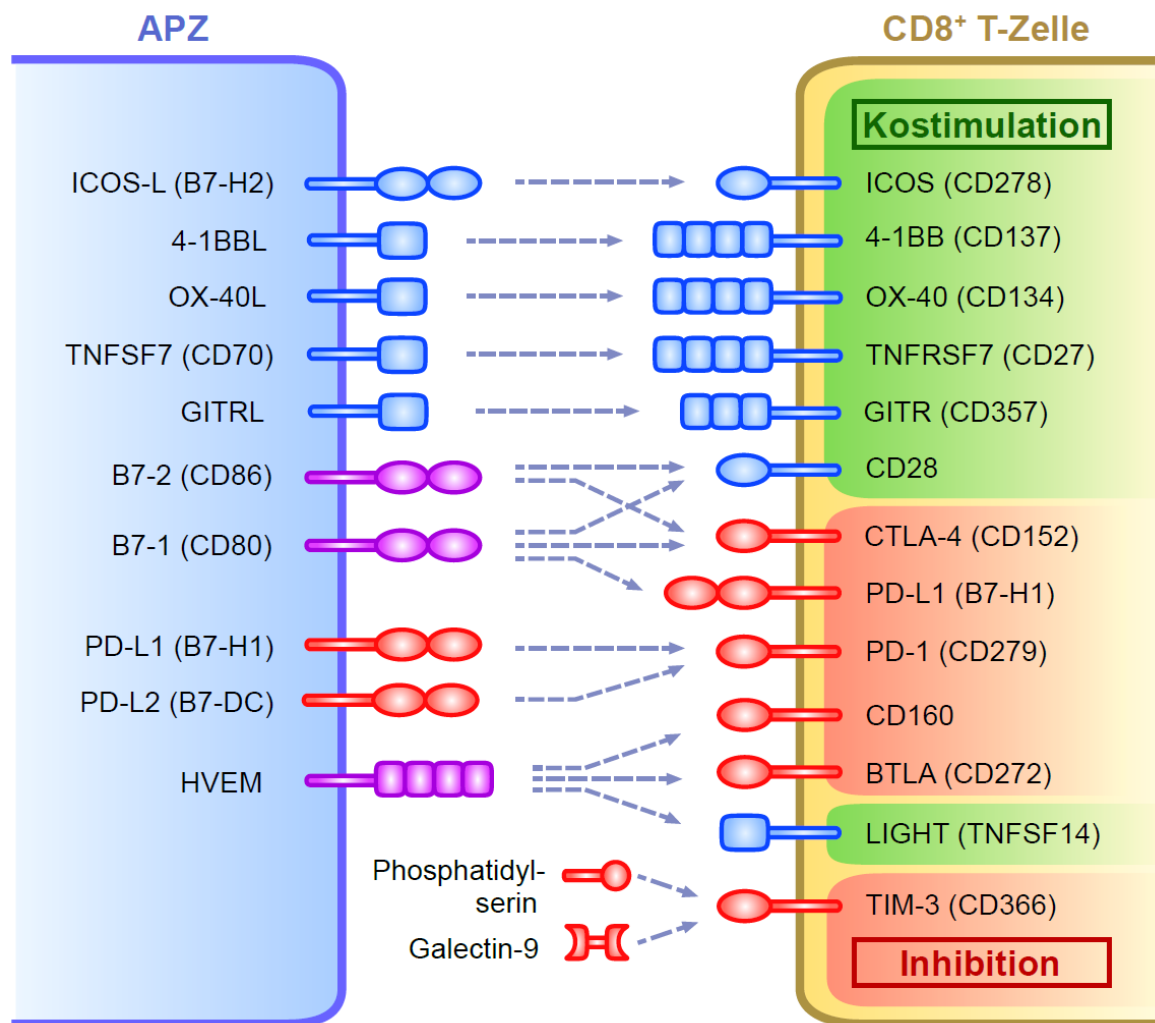 APZ
CD8⁺ T-Zelle
Kostimulation
ICOS-L (B7-H2)
ICOS (CD278)
4-1BBL
4-1BB (CD137)
OX-40L
OX-40 (CD134)
TNFSF7 (CD70)
TNFRSF7 (CD27)
GITRL
GITR (CD357)
B7-2 (CD86)
CD28
B7-1 (CD80)
CTLA-4 (CD152)
PD-L1 (B7-H1)
PD-L1 (B7-H1)
PD-1 (CD279)
PD-L2 (B7-DC)
CD160
HVEM
BTLA (CD272)
LIGHT (TNFSF14)
Phosphatidyl-
serin
TIM-3 (CD366)
Galectin-9
Inhibition